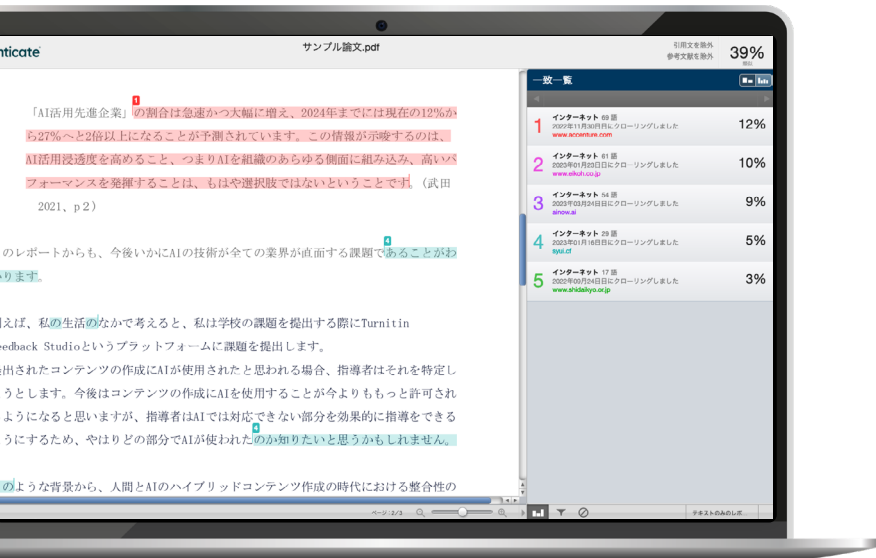 nticate
サンプル論文.pdf
引用文を除外
参考文献を除外
39%
類似
1
「AI活用先進企業」の割合は急速かつ大幅に増え、2024年までには現在の12%か
ら27%へと2倍以上になることが予測されています。この情報が示唆するのは、
AI活用浸透度を高めること、つまりAIを組織のあらゆる側面に組み込み、高いパ
フォーマンスを発揮することは、もはや選択肢ではないということです。（武田
2021、p2）
4
のレポートからも、今後いかにAIの技術が全ての業界が直面する課題であることがわ
ります。
えば、私の生活のなかで考えると、私は学校の課題を提出する際にTurnitin
edback Studioというプラットフォームに課題を提出します。
出されたコンテンツの作成にAIが使用されたと思われる場合、指導者はそれを特定し
うとします。今後はコンテンツの作成にAIを使用することが今よりももっと許可され
ようになると思いますが、指導者はAIでは対応できない部分を効果的に指導をできる
4
うにするため、やはりどの部分でAIが使われたのか知りたいと思うかもしれません。
のような背景から、人間とAIのハイブリッドコンテンツ作成の時代における整合性の
ページ: 2/3
一致一覧
1
インターネット 69 語
2022年11月30日日にクローリングしました
www.accenture.com
12%
2
インターネット 61 語
2023年01月23日日にクローリングしました
www.eikoh.co.jp
10%
3
インターネット 54 語
2023年03月24日日にクローリングしました
ainow.ai
9%
4
インターネット 29 語
2023年01月16日日にクローリングしました
syui.cf
5%
5
インターネット 17 語
2022年09月24日日にクローリングしました
www.shidaikyo.or.jp
3%
テキストのみのレポ...